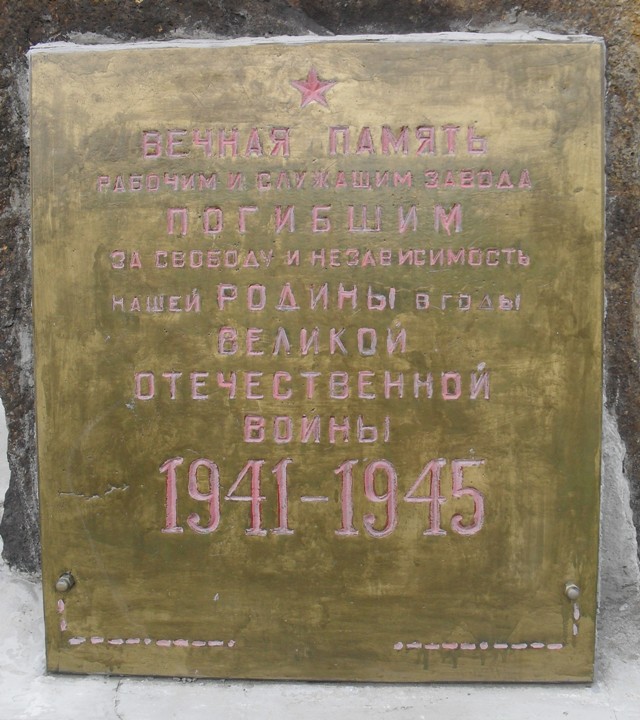 ВЕЧНАЯ ПАМЯТЬ
РАБОЧИМ И СЛУЖАЩИМ ЗАВОДА
ПОГИБШИМ
ЗА СВОБОДУ И НЕЗАВИСИМОСТЬ
НАШЕЙ РОДИНЫ В ГОДЫ
ВЕЛИКОЙ
ОТЕЧЕСТВЕННОЙ
ВОЙНЫ
1941-1945